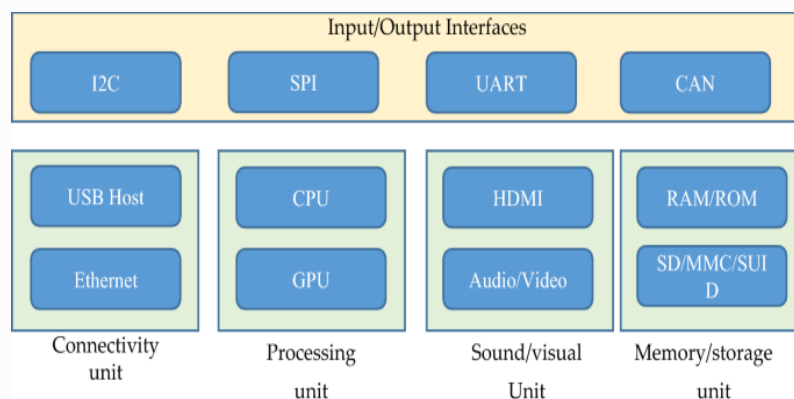 Input/Output Interfaces
I2C
SPI
UART
CAN
USB Host
CPU
HDMI
RAM/ROM
Ethernet
GPU
Audio/Video
SD/MMC/SUI
D
Connectivity
unit
Processing
unit
Sound/visual
Unit
Memory/storage
unit